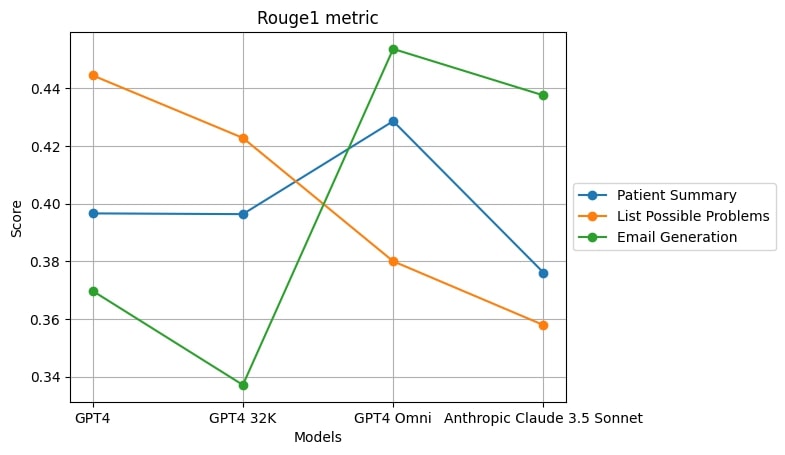 Rouge1 metric
Score
0.44
0.42
0.40
0.38
0.36
0.34
GPT4 GPT4 32K GPT4 Omni Anthropic Claude 3.5 Sonnet
Models
Patient Summary
List Possible Problems
Email Generation